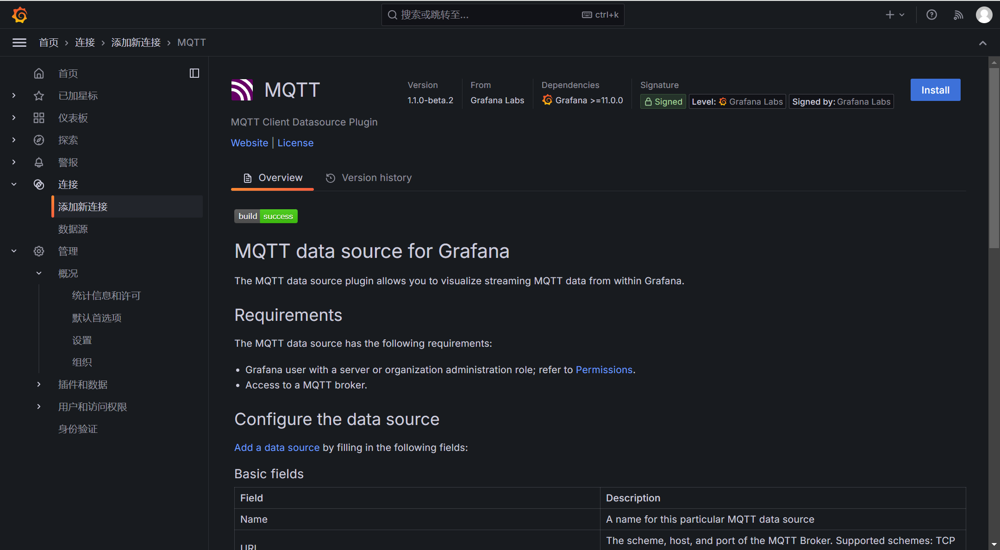 搜索或跳转至...
ctrl+k
首页 › 连接 › 添加新连接 › MQTT
首页
已加星标
仪表板
探索
警报
连接
添加新连接
数据源
管理
概况
统计信息和许可
默认首选项
设置
组织
插件和数据
用户和访问权限
身份验证
MQTT
Version
1.1.0-beta.2
From
Grafana Labs
Dependencies
Grafana >=11.0.0
Signature
Signed
Level: Grafana Labs
Signed by: Grafana Labs
Install
MQTT Client Datasource Plugin
Website | License
Overview
Version history
build success
MQTT data source for Grafana
The MQTT data source plugin allows you to visualize streaming MQTT data from within Grafana.
Requirements
The MQTT data source has the following requirements:
• Grafana user with a server or organization administration role; refer to Permissions.
• Access to a MQTT broker.
Configure the data source
Add a data source by filling in the following fields:
Basic fields
Field Description
Name A name for this particular MQTT data source
The scheme, host, and port of the MQTT Broker. Supported schemes: TCP
URL